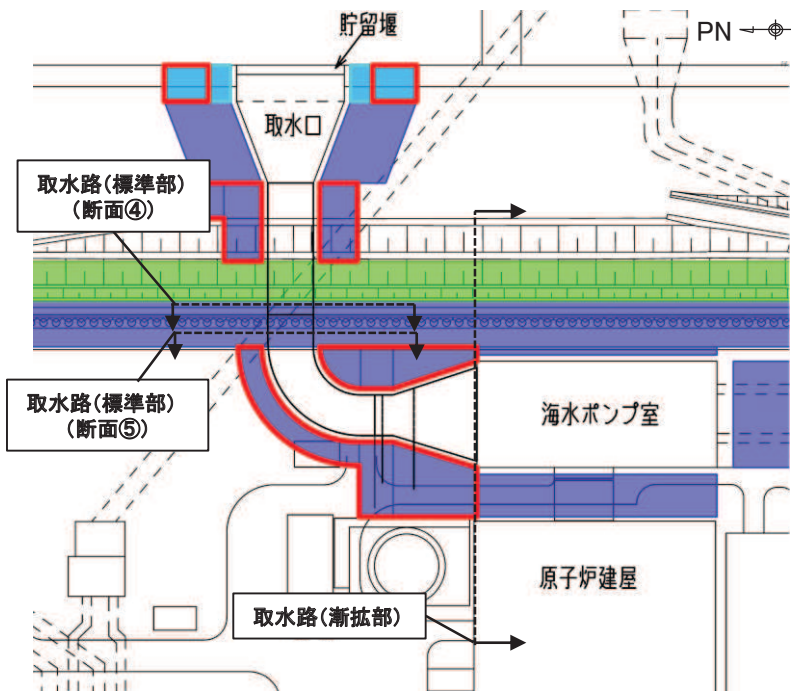 貯留堰
PN
取水口
取水路(標準部)
(断面④)
取水路(標準部)
(断面⑤)
海水ポンプ室
原子炉建屋
取水路(漸拡部)